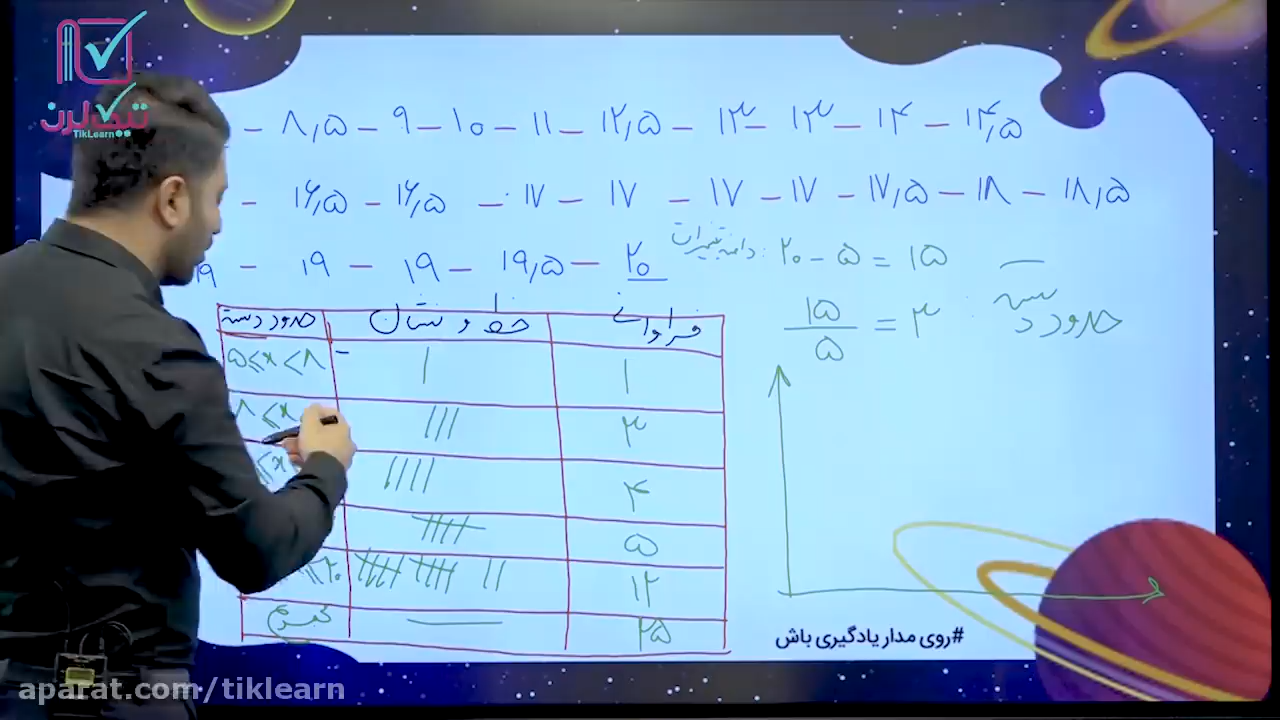 تیک لرن
TikLearn
– ۸٫۵ – ۹ – ۱۰ – ۱۱ – ۱۲٫۵ – ۱۳ – ۱۳ – ۱۴ – ۱۴٫۵
– ۱۶٫۵ – ۱۶٫۵ – ۱۷ – ۱۷ – ۱۷ – ۱۷ – ۱۷٫۵ – ۱۸ – ۱۸٫۵
۱۹ – ۱۹ – ۱۹ – ۱۹٫۵ – ۲۰
دامنه تغییرات: ۲۰ – ۵ = ۱۵
حدود دسته : ۱۵/۵ = ۳
حدود دسته خط و نشان فراوانی
۵ ≤ x < ۸ / ۱
۸ ≤ x /// ۳
≤ x //// ۴
//// ۵
≤ ۲۰ //// //// // ۱۲
مجموع — ۲۵
#روی مدار یادگیری باش
aparat.com/tiklearn